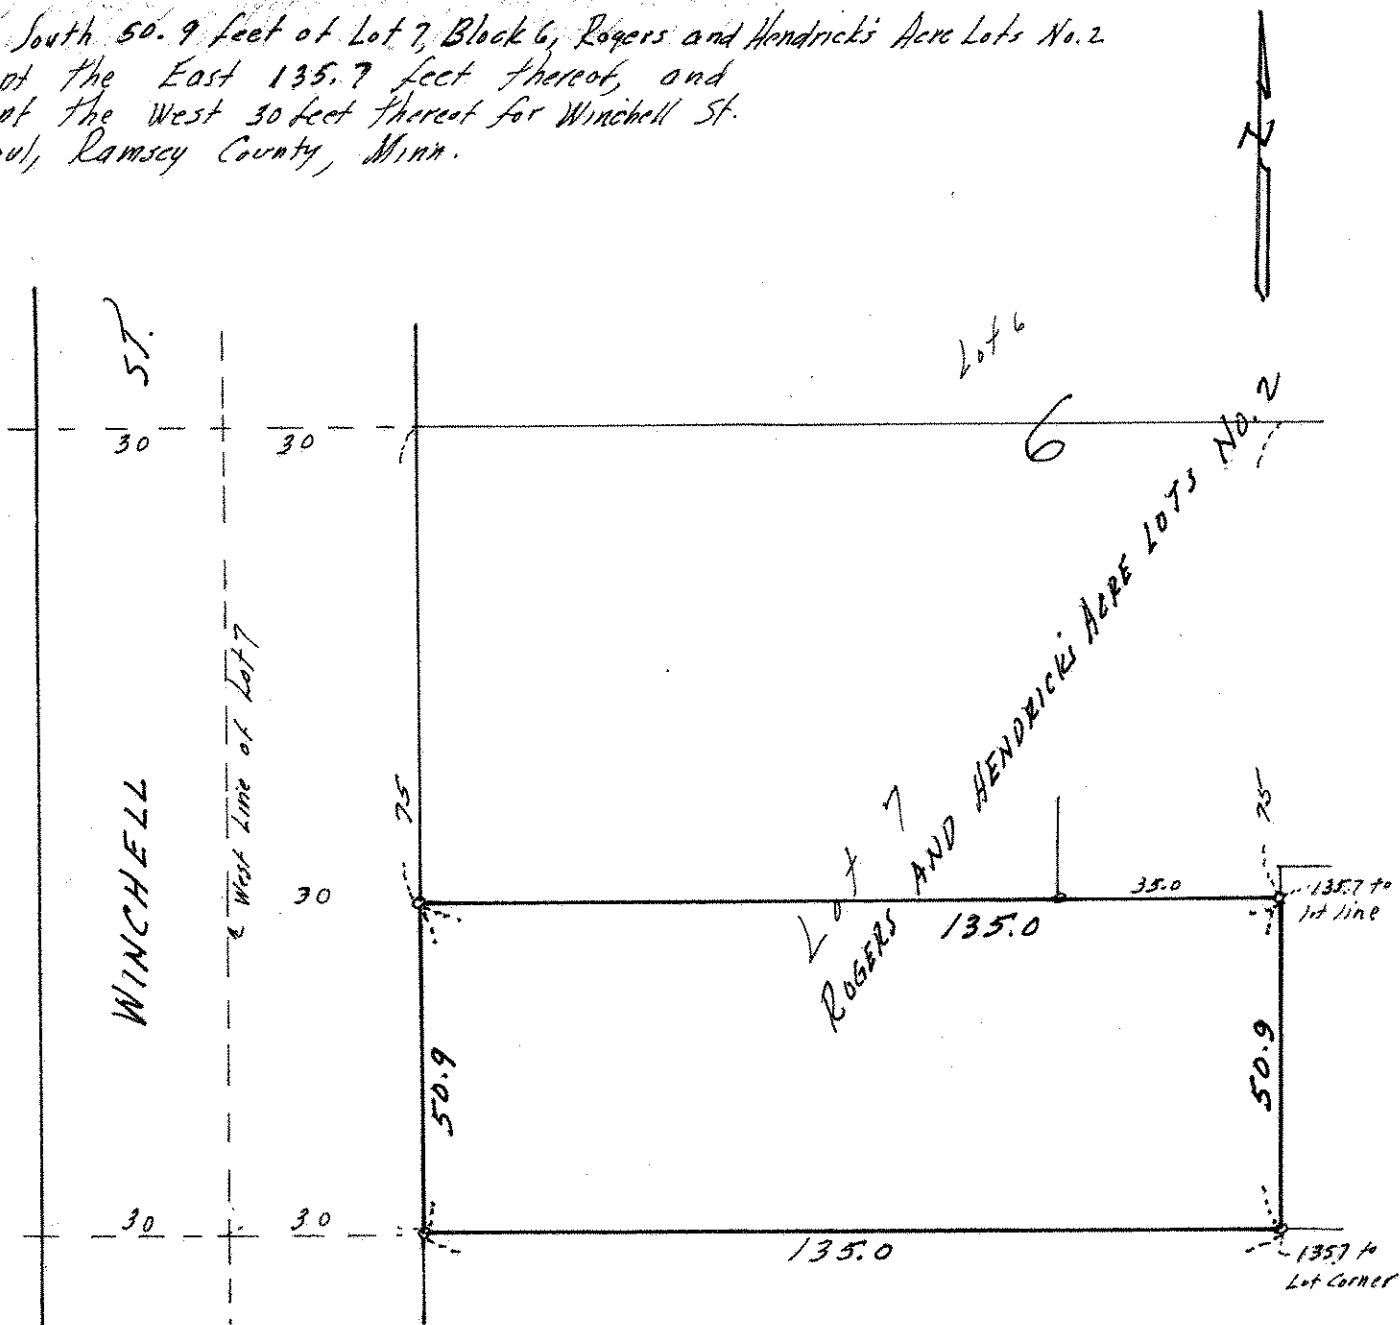 South 50.9 feet of Lot 7, Block 6, Rogers and Hendricks Acre Lots No. 2
pt the East 135.7 feet thereof, and
pt the West 30 feet thereof for Winchell St.
aul, Ramsey County, Minn.
N
ST.
Lot 6
6
30
30
ROGERS AND HENDRICK'S ACRE LOTS No. 2
West Line of Lot 7
WINCHELL
75
75
Lot 7
30
35.0
135.0
135.7 to
lot line
50.9
50.9
30
30
135.0
135.7 to
Lot Corner